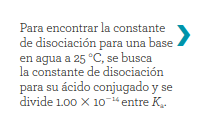 Para encontrar la constante
de disociación para una base
en agua a 25 °C, se busca
la constante de disociación
para su ácido conjugado y se
divide 1.00 × 10⁻¹⁴ entre Kₐ.